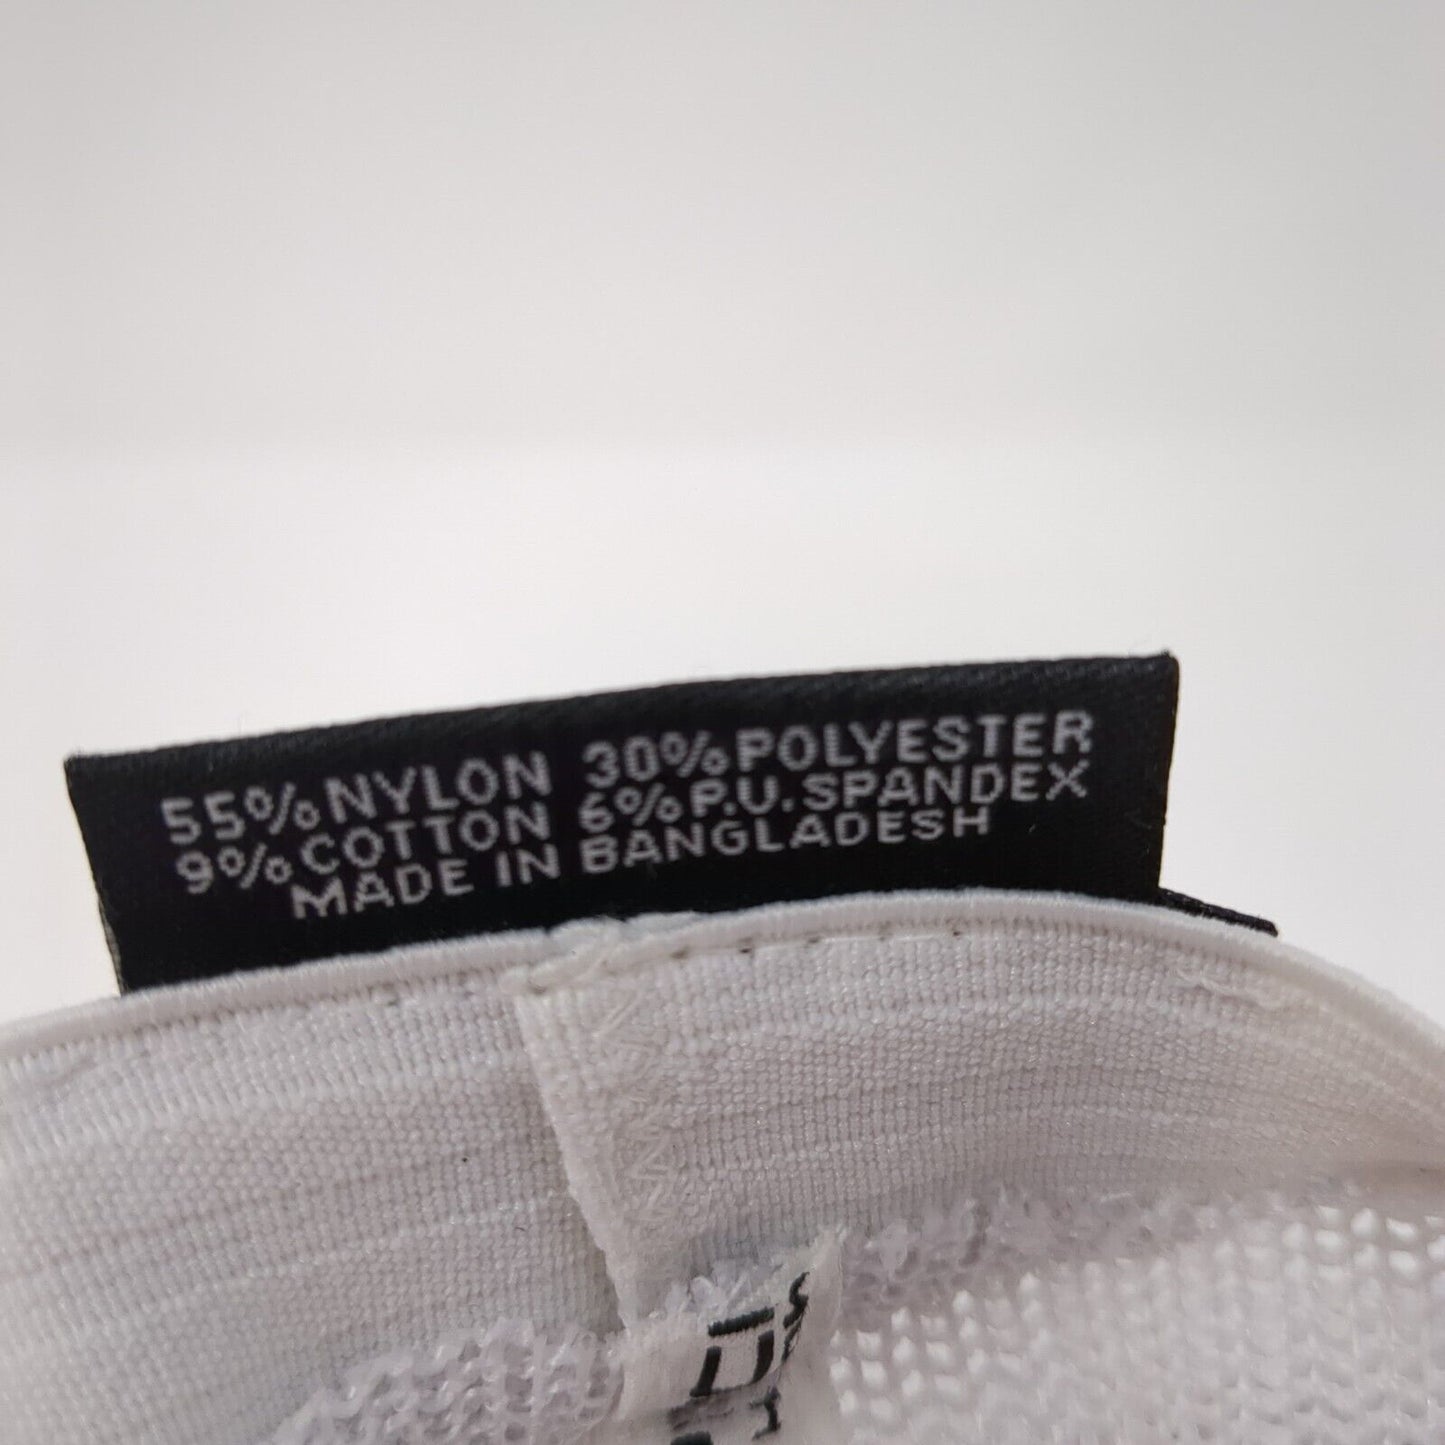 55% NYLON 30% POLYESTER
9% COTTON 6% P.U. SPANDEX
MADE IN BANGLADESH